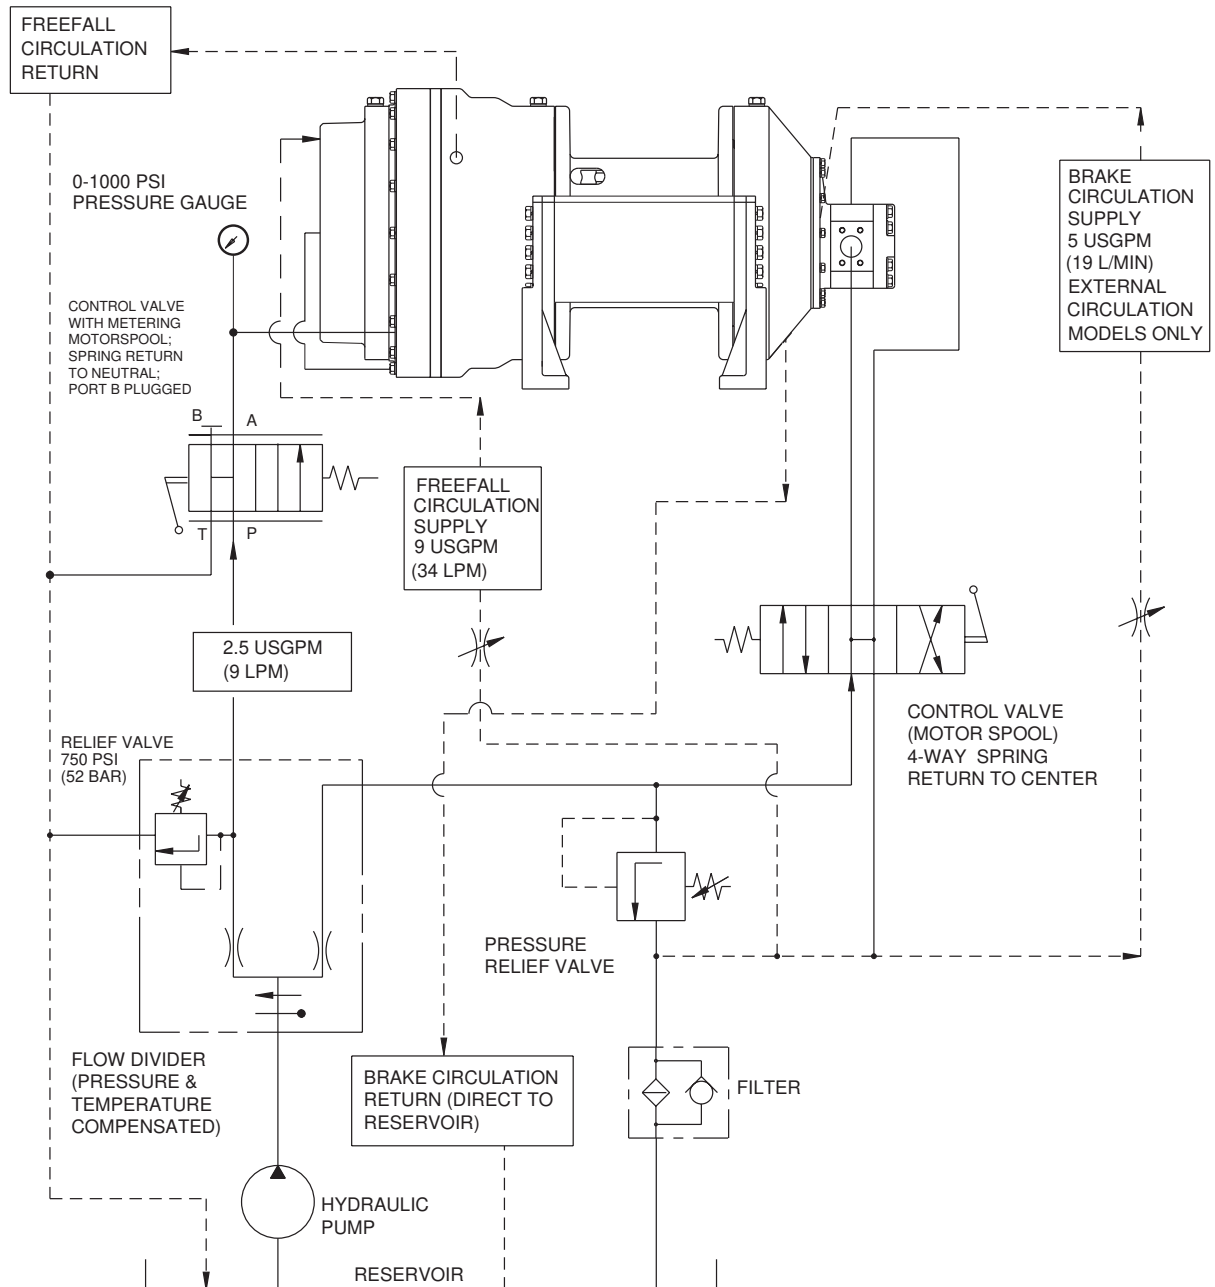 FREEFALL
CIRCULATION
RETURN
0-1000 PSI
PRESSURE GAUGE
BRAKE
CIRCULATION
SUPPLY
5 USGPM
(19 L/MIN)
EXTERNAL
CIRCULATION
MODELS ONLY
CONTROL VALVE
WITH METERING
MOTORSPOOL;
SPRING RETURN
TO NEUTRAL;
PORT B PLUGGED
B
A
T
P
FREEFALL
CIRCULATION
SUPPLY
9 USGPM
(34 LPM)
2.5 USGPM
(9 LPM)
CONTROL VALVE
(MOTOR SPOOL)
4-WAY SPRING
RETURN TO CENTER
RELIEF VALVE
750 PSI
(52 BAR)
PRESSURE
RELIEF VALVE
FLOW DIVIDER
(PRESSURE &
TEMPERATURE
COMPENSATED)
BRAKE CIRCULATION
RETURN (DIRECT TO
RESERVOIR)
FILTER
HYDRAULIC
PUMP
RESERVOIR